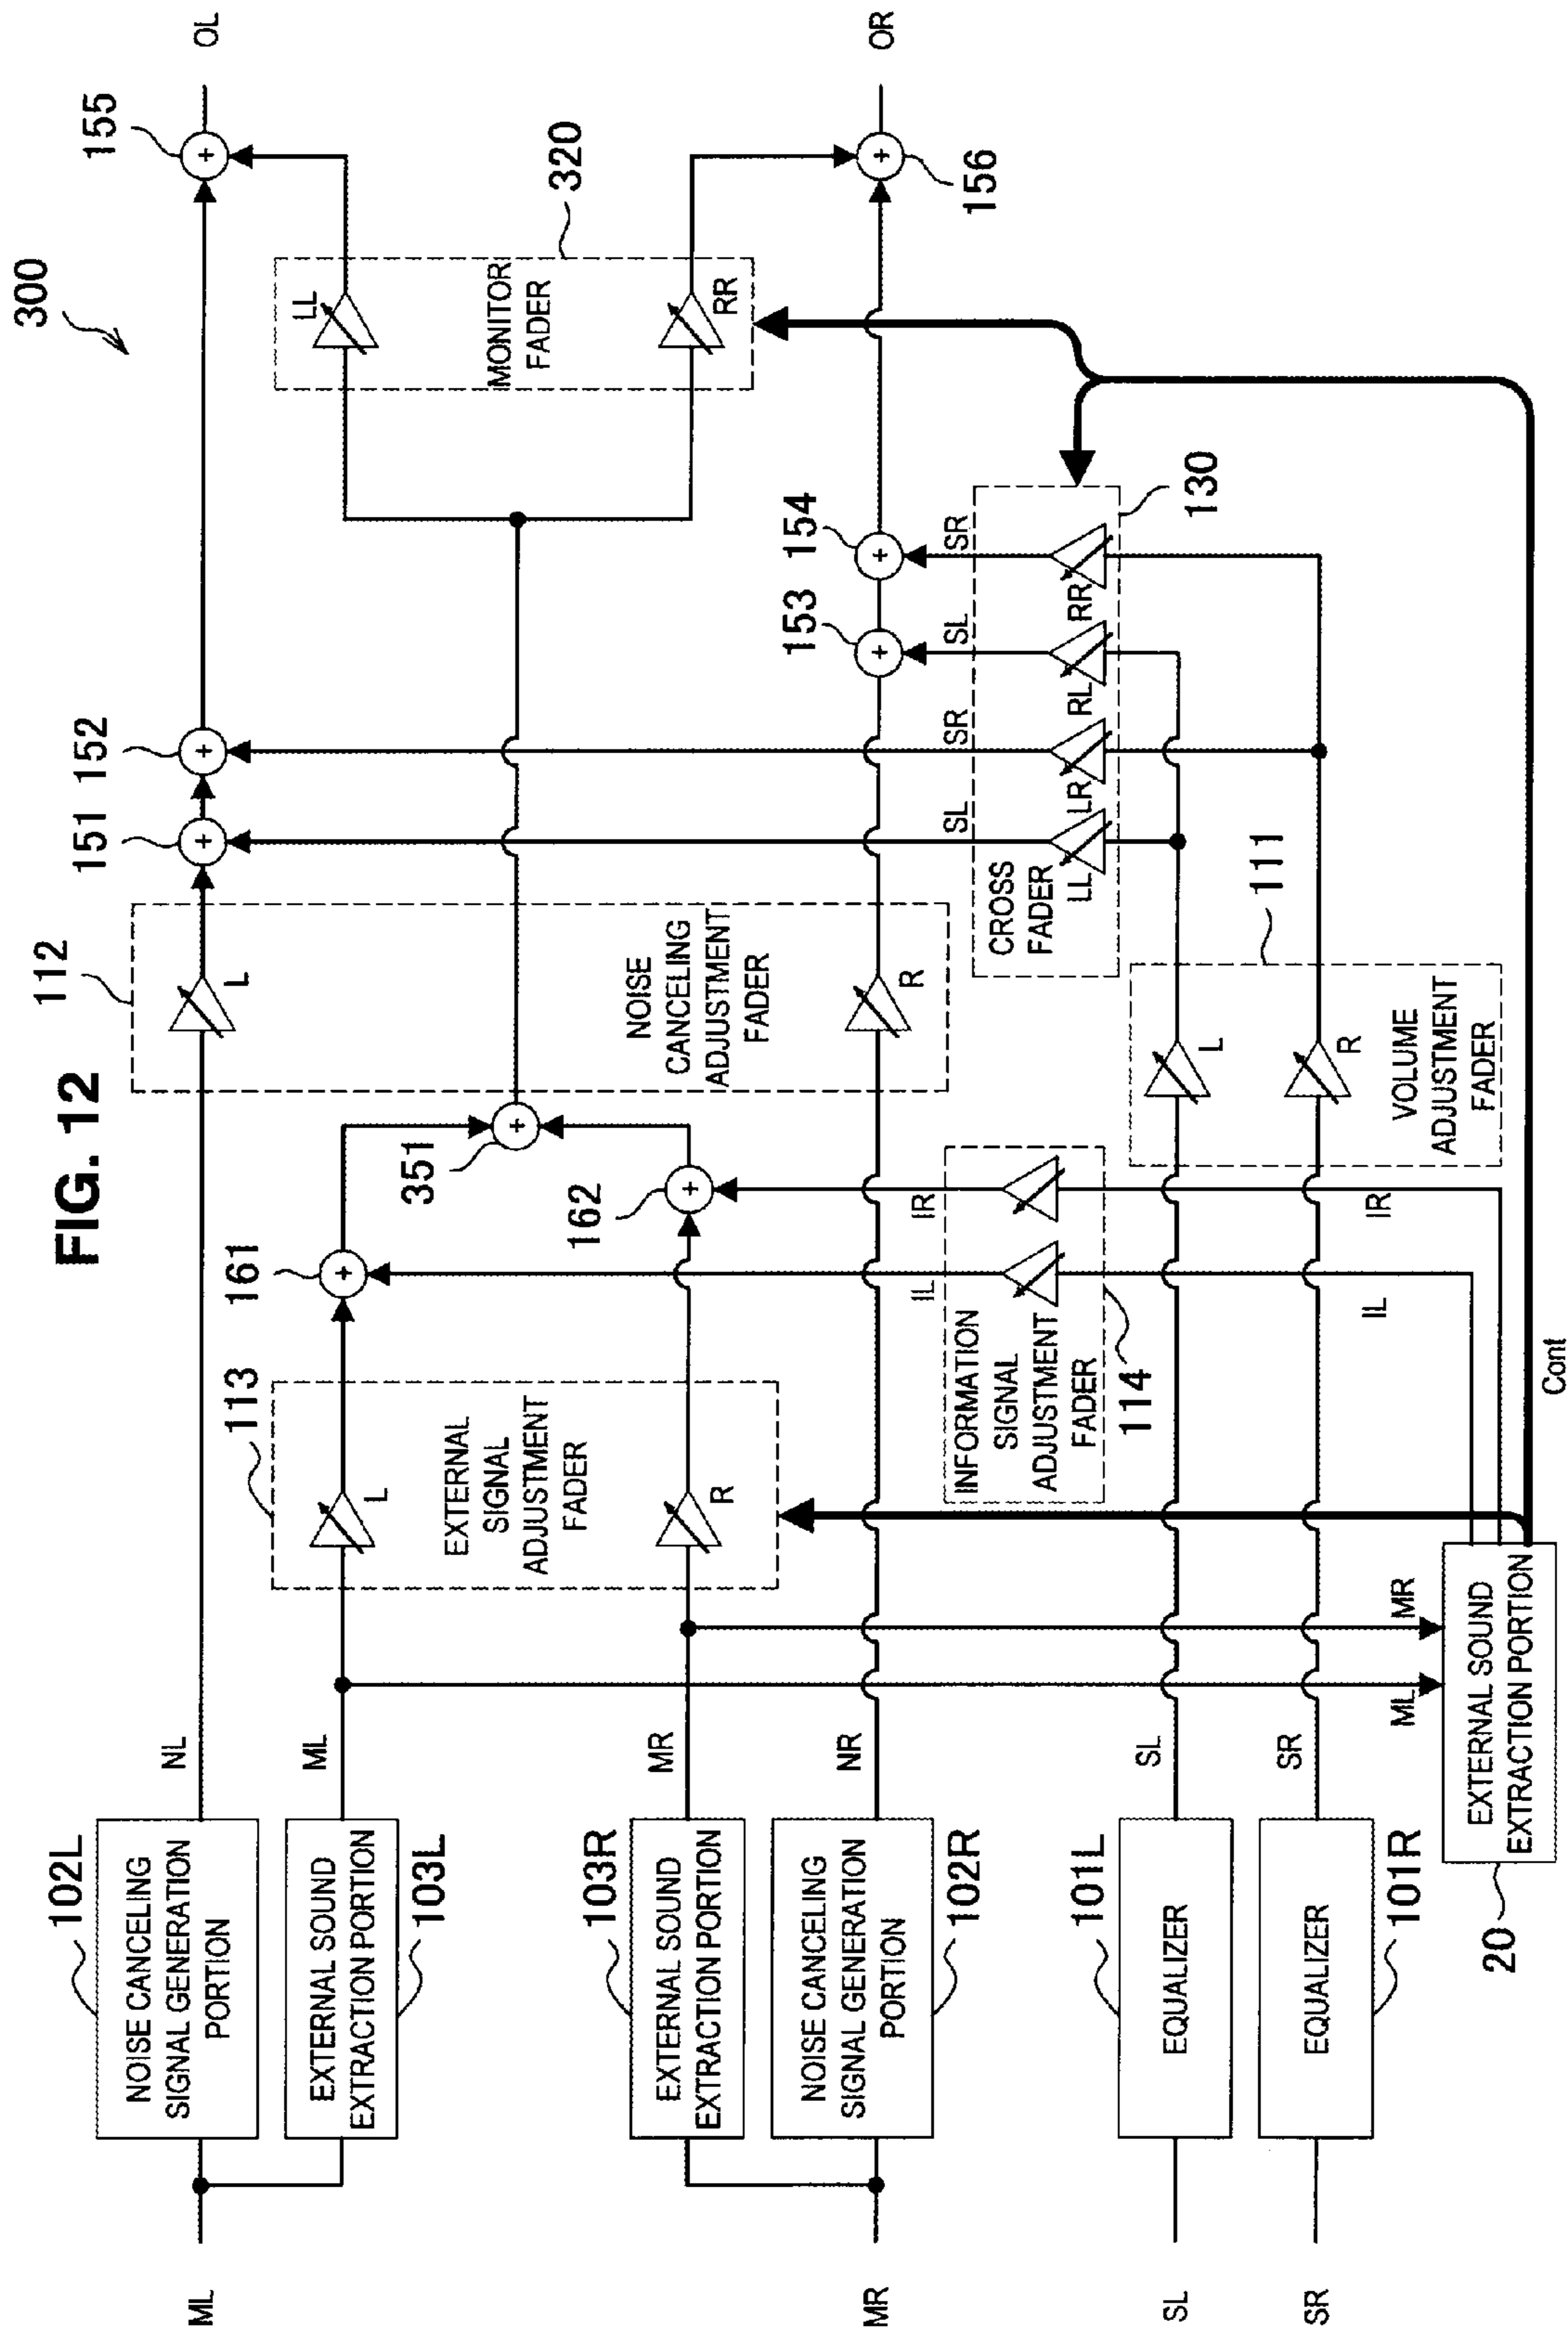 FIG. 12
300
ML
MR
SL
SR
102L
NOISE CANCELING
SIGNAL GENERATION
PORTION
NL
103L
EXTERNAL SOUND
EXTRACTION PORTION
ML
103R
EXTERNAL SOUND
EXTRACTION PORTION
MR
102R
NOISE CANCELING
SIGNAL GENERATION
PORTION
NR
101L
EQUALIZER
SL
101R
EQUALIZER
SR
20
EXTERNAL SOUND
EXTRACTION PORTION
ML
MR
113
L
EXTERNAL
SIGNAL
ADJUSTMENT
FADER
R
161
+
162
+
351
+
INFORMATION
SIGNAL
ADJUSTMENT
FADER
114
IL
IR
IL
IR
Cont
112
L
NOISE
CANCELING
ADJUSTMENT
FADER
R
111
L
R
VOLUME
ADJUSTMENT
FADER
151
+
152
+
153
+
154
+
CROSS
FADER
LL
LR
RL
RR
SL
SR
SL
SR
130
LL
MONITOR
FADER
RR
320
155
+
156
+
OL
OR